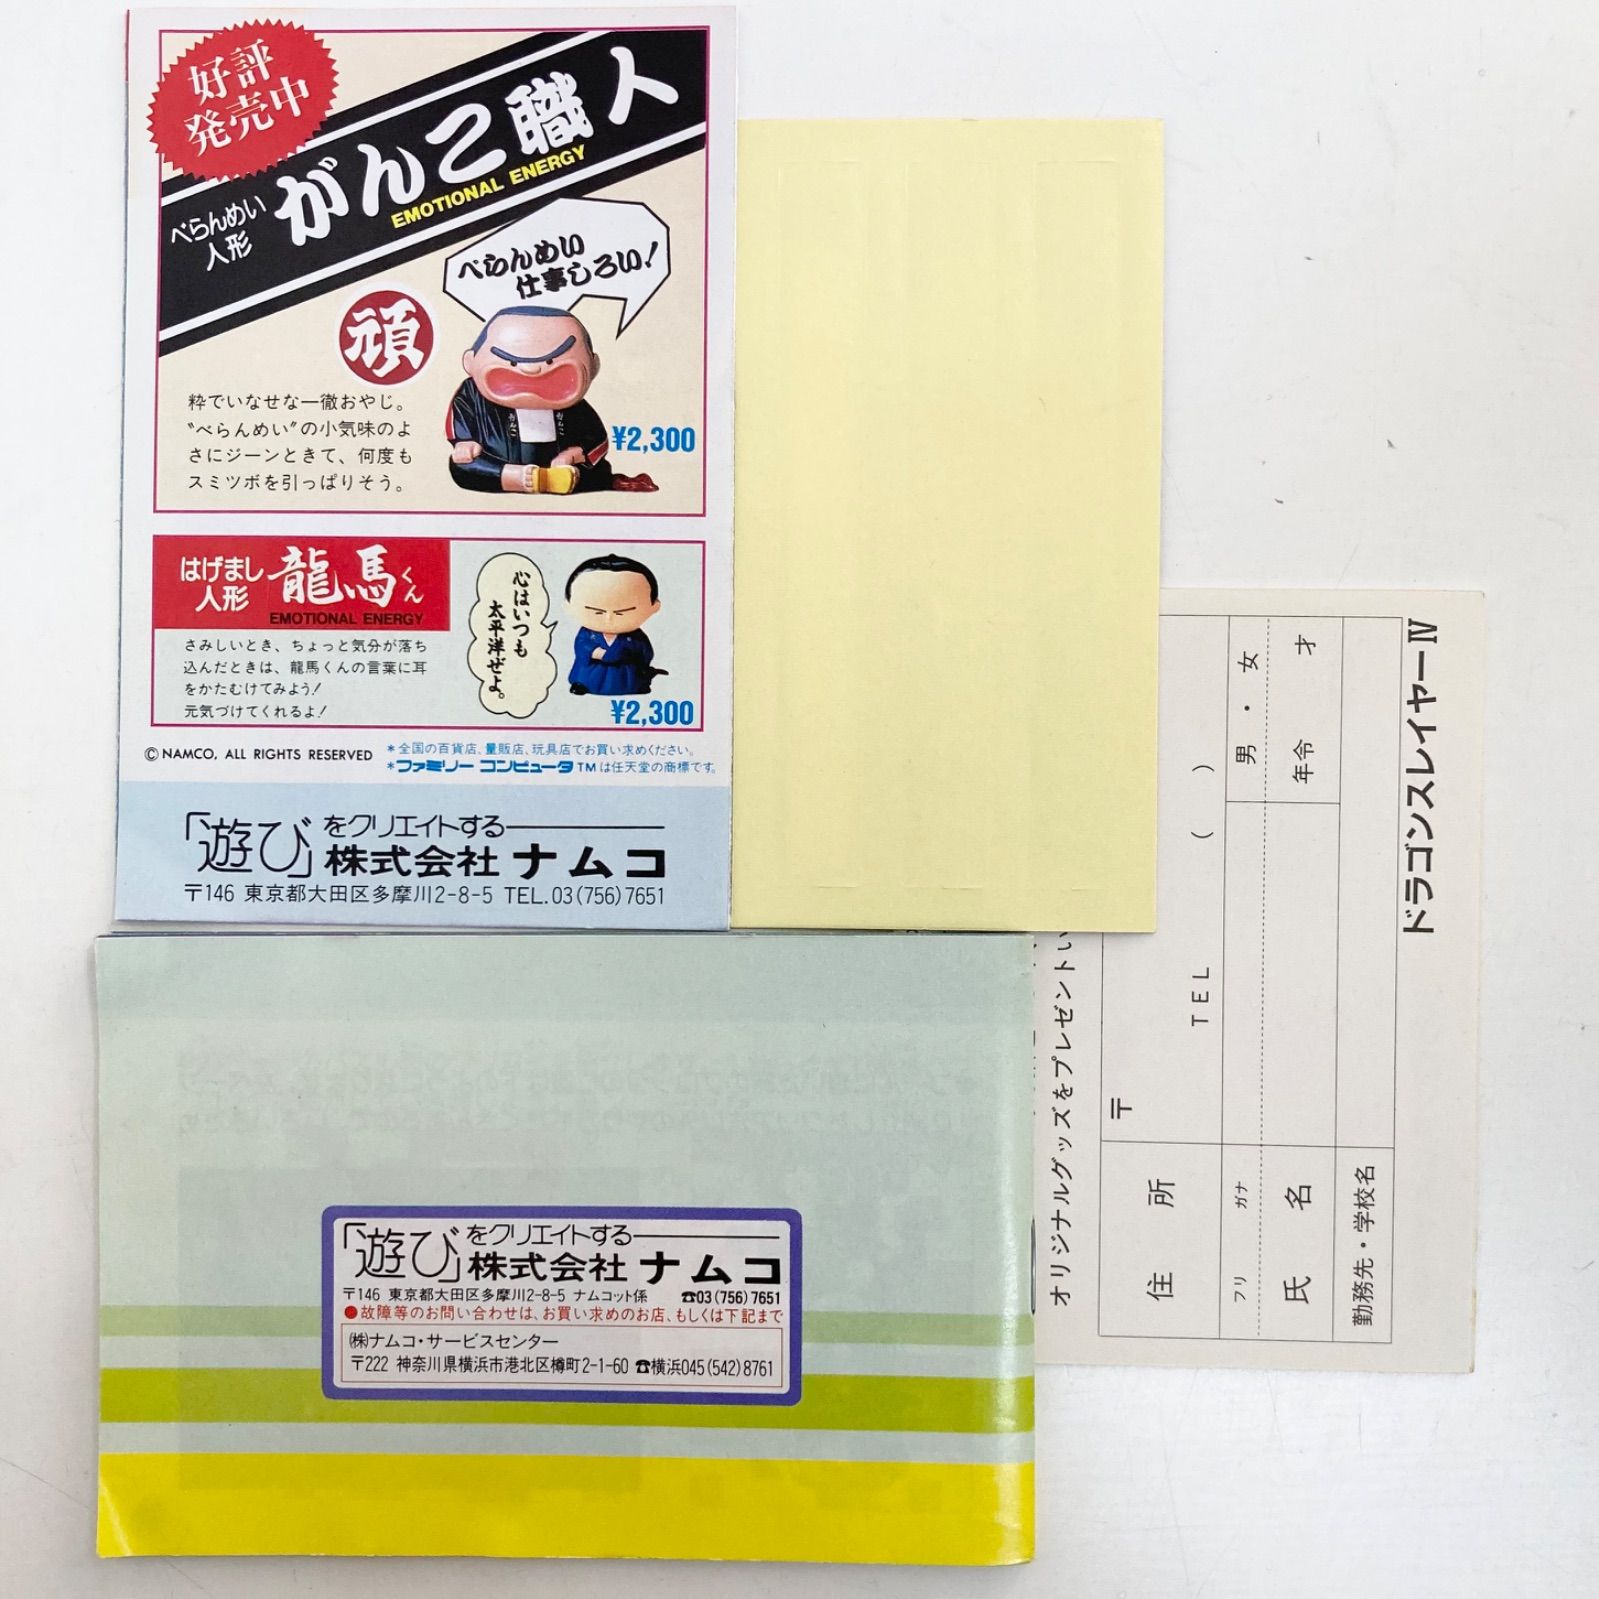 好評
発売中
べらんめい
人形
がんこ職人
EMOTIONAL ENERGY
べらんめい
仕事しろい!
頑
粋でいなせな一徹おやじ。
“べらんめい”の小気味のよ
さにジーンときて、何度も
スミツボを引っぱりそう。
がんこ
がんこ
¥2,300
はげまし
人形
龍馬くん
EMOTIONAL ENERGY
さみしいとき、ちょっと気分が落ち
込んだときは、龍馬くんの言葉に耳
をかたむけてみよう!
元気づけてくれるよ!
心はいつも
太平洋ぜよ。
¥2,300
©NAMCO, ALL RIGHTS RESERVED
*全国の百貨店、量販店、玩具店でお買い求めください。
*ファミリーコンピュータTMは任天堂の商標です。
「遊び」をクリエイトする
株式会社ナムコ
〒146 東京都大田区多摩川2-8-5 TEL.03(756)7651
「遊び」をクリエイトする
株式会社ナムコ
〒146 東京都大田区多摩川2-8-5 ナムコット係 ☎03(756)7651
●故障等のお問い合わせは、お買い求めのお店、もしくは下記まで
(株)ナムコ・サービスセンター
〒222 神奈川県横浜市港北区樽町2-1-60 ☎横浜045(542)8761
オリジナルグッズをプレゼントい
住所
〒
TEL ( )
フリ ガナ
氏名
男・女
年令 才
勤務先・学校名
ドラゴンスレイヤーⅣ